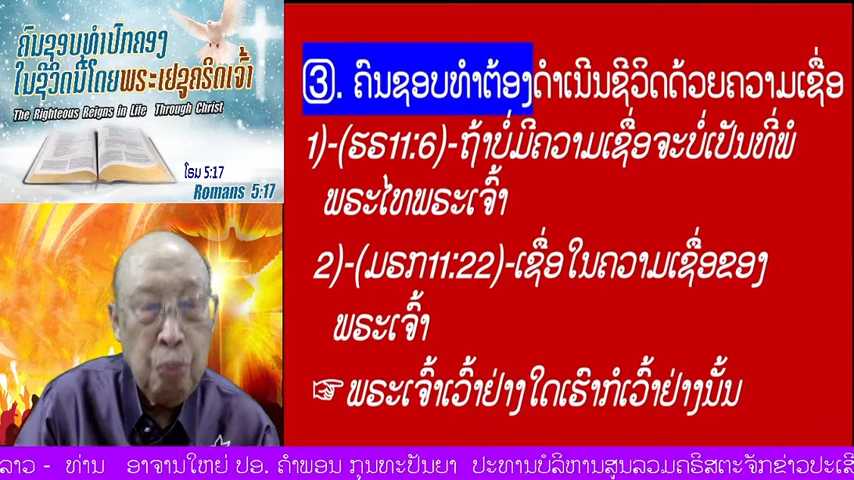 ຄົນຊອບທຳປົກຄອງ
ໃນຊີວິດນີ້ໂດຍພຣະເຢຊູຄຣິດເຈົ້າ
The Righteous Reigns in Life Through Christ
ໂຣມ 5:17
Romans 5:17
③. ຄົນຊອບທຳຕ້ອງດຳເນີນຊີວິດດ້ວຍຄວາມເຊື່ອ
1)-(ຮຣ11:6)-ຖ້າບໍ່ມີຄວາມເຊື່ອຈະບໍ່ເປັນທີ່ພໍ
ພຣະໄທພຣະເຈົ້າ
2)-(ມຣກ11:22)-ເຊື່ອໃນຄວາມເຊື່ອຂອງ
ພຣະເຈົ້າ
☞ ພຣະເຈົ້າເວົ້າຢ່າງໃດເຮົາກໍເວົ້າຢ່າງນັ້ນ
ລາວ - ທ່ານ ອາຈານໃຫຍ່ ປອ. ຄຳພອນ ກຸນທະປັນຍາ ປະທານບໍລິຫານສູນລວມຄຣິສຕະຈັກຂ່າວປະເສີ